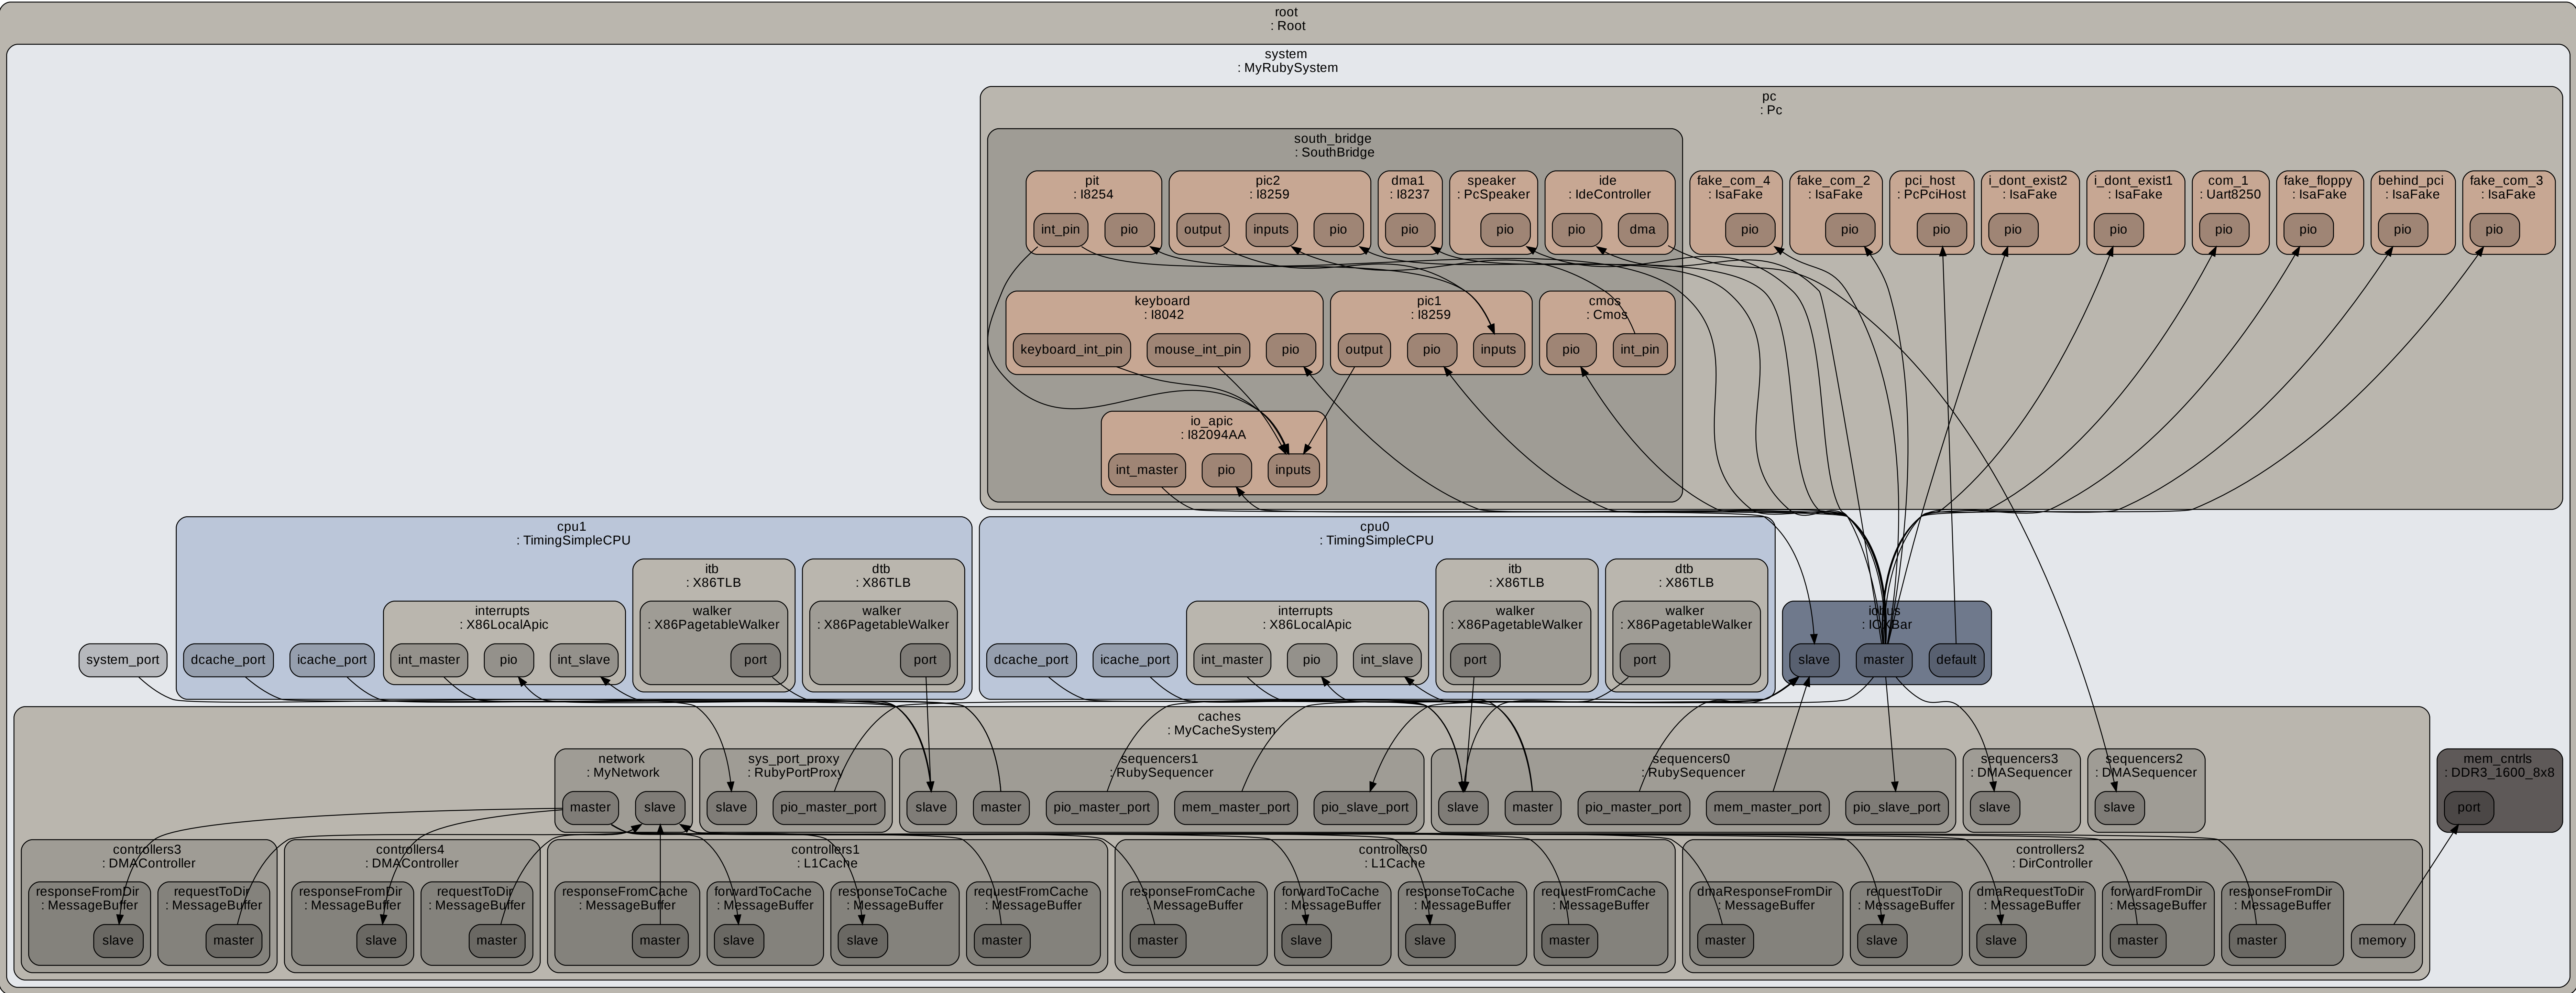 root
: Root
system
: MyRubySystem
pc
: Pc
south_bridge
: SouthBridge
pit
: I8254
int_pin
pio
pic2
: I8259
output
inputs
pio
dma1
: I8237
pio
speaker
: PcSpeaker
pio
ide
: IdeController
pio
dma
fake_com_4
: IsaFake
pio
fake_com_2
: IsaFake
pio
pci_host
: PcPciHost
pio
i_dont_exist2
: IsaFake
pio
i_dont_exist1
: IsaFake
pio
com_1
: Uart8250
pio
fake_floppy
: IsaFake
pio
behind_pci
: IsaFake
pio
fake_com_3
: IsaFake
pio
keyboard
: I8042
keyboard_int_pin
mouse_int_pin
pio
pic1
: I8259
output
pio
inputs
cmos
: Cmos
pio
int_pin
io_apic
: I82094AA
int_master
pio
inputs
system_port
cpu1
: TimingSimpleCPU
dcache_port
icache_port
interrupts
: X86LocalApic
int_master
pio
int_slave
itb
: X86TLB
walker
: X86PagetableWalker
port
dtb
: X86TLB
walker
: X86PagetableWalker
port
cpu0
: TimingSimpleCPU
dcache_port
icache_port
interrupts
: X86LocalApic
int_master
pio
int_slave
itb
: X86TLB
walker
: X86PagetableWalker
port
dtb
: X86TLB
walker
: X86PagetableWalker
port
iobus
: IOXBar
slave
master
default
caches
: MyCacheSystem
network
: MyNetwork
master
slave
sys_port_proxy
: RubyPortProxy
slave
pio_master_port
sequencers1
: RubySequencer
slave
master
pio_master_port
mem_master_port
pio_slave_port
sequencers0
: RubySequencer
slave
master
pio_master_port
mem_master_port
pio_slave_port
sequencers3
: DMASequencer
slave
sequencers2
: DMASequencer
slave
mem_cntrls
: DDR3_1600_8x8
port
controllers3
: DMAController
responseFromDir
: MessageBuffer
slave
requestToDir
: MessageBuffer
master
controllers4
: DMAController
responseFromDir
: MessageBuffer
slave
requestToDir
: MessageBuffer
master
controllers1
: L1Cache
responseFromCache
: MessageBuffer
master
forwardToCache
: MessageBuffer
slave
responseToCache
: MessageBuffer
slave
requestFromCache
: MessageBuffer
master
controllers0
: L1Cache
responseFromCache
: MessageBuffer
master
forwardToCache
: MessageBuffer
slave
responseToCache
: MessageBuffer
slave
requestFromCache
: MessageBuffer
master
controllers2
: DirController
dmaResponseFromDir
: MessageBuffer
master
requestToDir
: MessageBuffer
slave
dmaRequestToDir
: MessageBuffer
slave
forwardFromDir
: MessageBuffer
master
responseFromDir
: MessageBuffer
master
memory